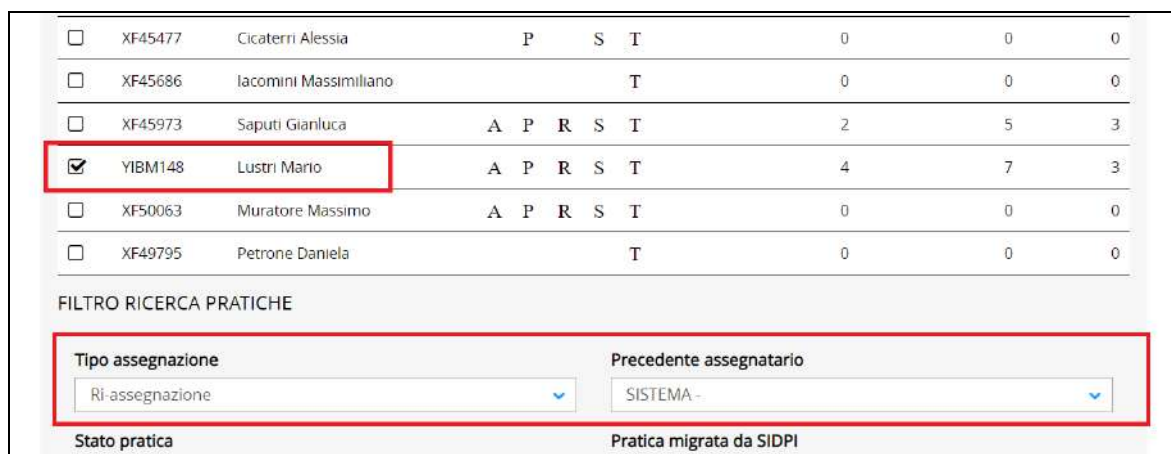 XF45477 Cicaterri Alessia P S T 0 0 0
XF45686 Iacomini Massimiliano T 0 0 0
XF45973 Saputi Gianluca A P R S T 2 5 3
YIBM148 Lustri Mario A P R S T 4 7 3
XF50063 Muratore Massimo A P R S T 0 0 0
XF49795 Petrone Daniela T 0 0 0
FILTRO RICERCA PRATICHE
Tipo assegnazione Precedente assegnatario
Ri-assegnazione SISTEMA -
Stato pratica Pratica migrata da SIDPI